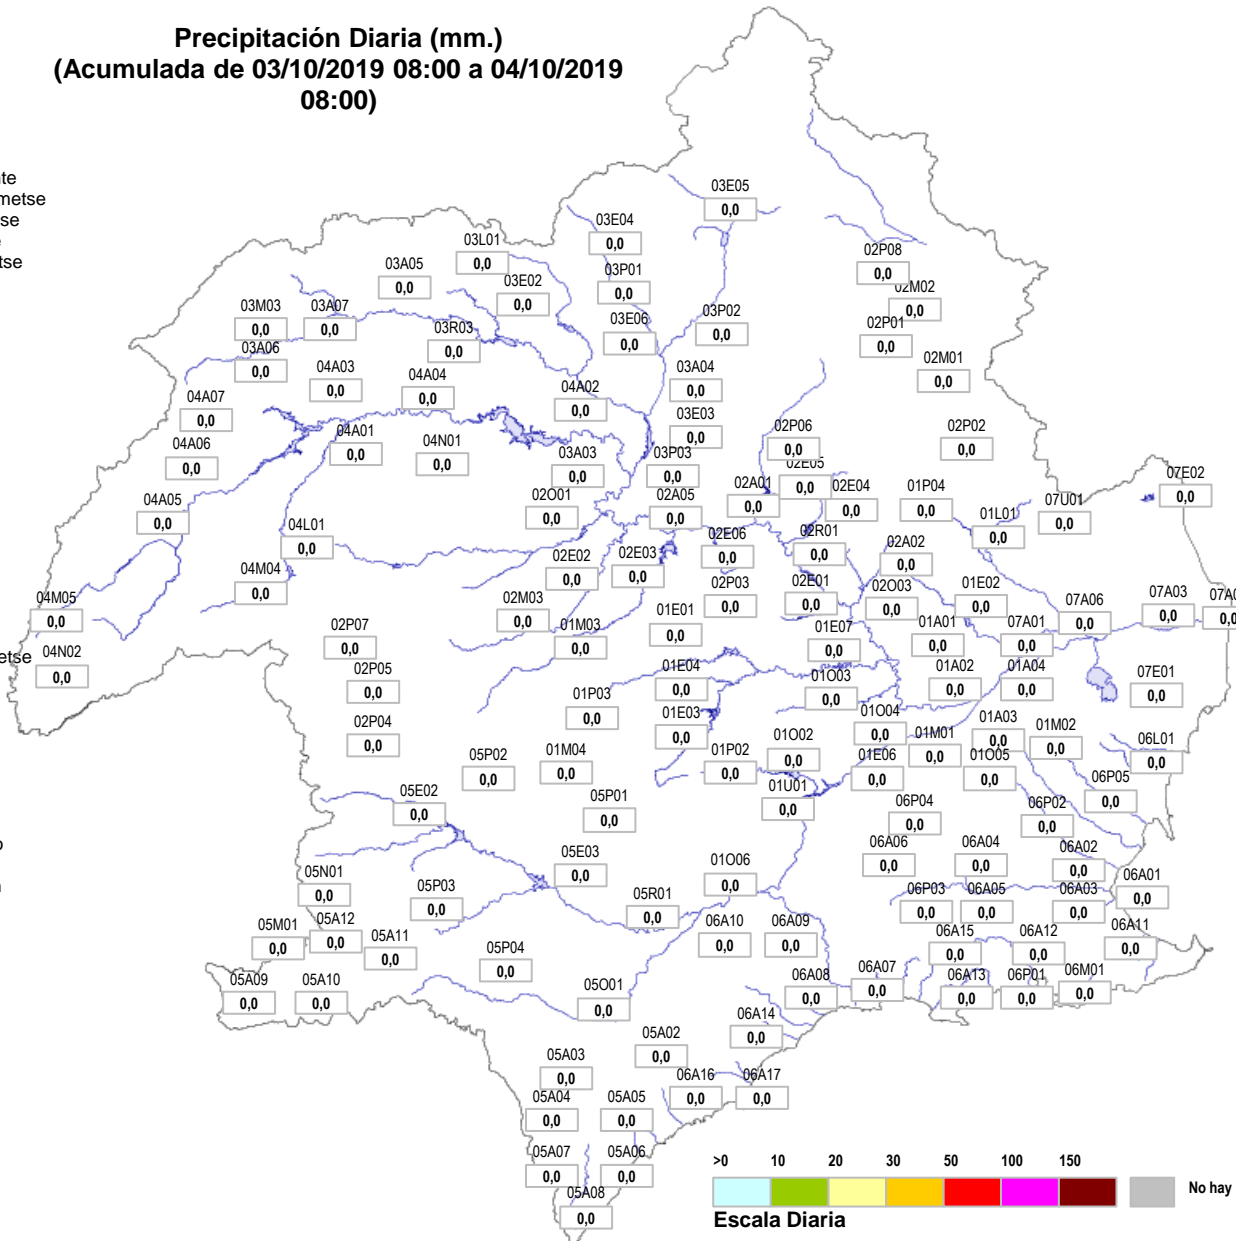 Precipitación Diaria (mm.)
(Acumulada de 03/10/2019 08:00 a 04/10/2019
08:00)
03E05
0,0
03E04
0,0
03L01
0,0
02P08
0,0
03A05
0,0
03P01
0,0
03E02
0,0
02M02
0,0
03M03
0,0
03A07
0,0
03E06
0,0
03P02
0,0
03R03
0,0
02P01
0,0
03A06
0,0
04A03
0,0
04A04
0,0
03A04
0,0
02M01
0,0
04A02
0,0
04A07
0,0
03E03
0,0
04A01
0,0
04N01
0,0
02P06
0,0
02P02
0,0
04A06
0,0
03A03
0,0
03P03
0,0
02E05
0,0
07E02
0,0
04A05
0,0
02O01
0,0
02A05
0,0
02A01
0,0
02E04
0,0
01P04
0,0
07U01
0,0
01L01
0,0
04L01
0,0
02E06
0,0
02R01
0,0
02A02
0,0
02E02
0,0
02E03
0,0
04M04
0,0
04M05
0,0
02M03
0,0
02P03
0,0
02E01
0,0
02O03
0,0
01E02
0,0
07A06
0,0
07A03
0,0
02P07
0,0
01M03
0,0
01E01
0,0
01E07
0,0
01A01
0,0
07A01
0,0
etse
04N02
0,0
02P05
0,0
01E04
0,0
01O03
0,0
01A02
0,0
01A04
0,0
07E01
0,0
01P03
0,0
02P04
0,0
01E03
0,0
01O04
0,0
01M01
0,0
01A03
0,0
01M02
0,0
06L01
0,0
05P02
0,0
01M04
0,0
01P02
0,0
01O02
0,0
01E06
0,0
01O05
0,0
06P05
0,0
05E02
0,0
05P01
0,0
01U01
0,0
06P04
0,0
06P02
0,0
05E03
0,0
01O06
0,0
06A06
0,0
06A04
0,0
06A02
0,0
05N01
0,0
05P03
0,0
05R01
0,0
06P03
0,0
06A05
0,0
06A03
0,0
06A01
0,0
05M01
0,0
05A12
0,0
05A11
0,0
06A10
0,0
06A09
0,0
06A15
0,0
06A12
0,0
06A11
0,0
05P04
0,0
05A09
0,0
05A10
0,0
05O01
0,0
06A08
0,0
06A07
0,0
06A13
0,0
06P01
0,0
06M01
0,0
06A14
0,0
05A02
0,0
05A03
0,0
06A16
0,0
06A17
0,0
05A04
0,0
05A05
0,0
05A07
0,0
05A06
0,0
05A08
0,0
>0 10 20 30 50 100 150
No hay
Escala Diaria